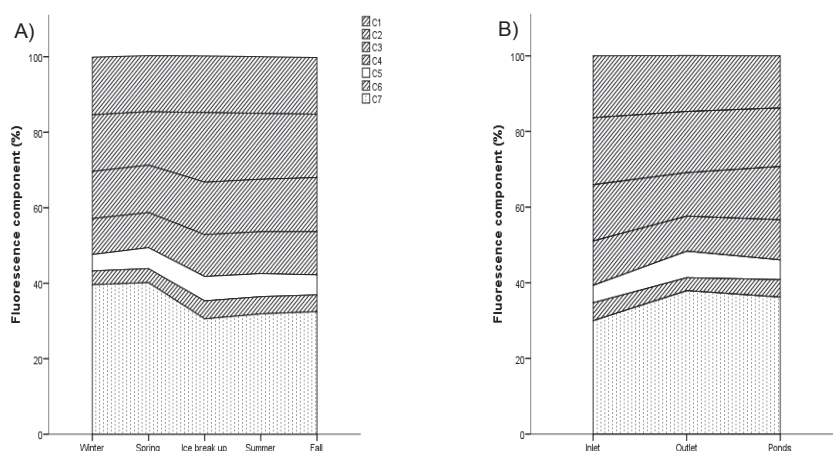 A)
C1
C2
C3
C4
C5
C6
C7
Fluorescence component (%)
100
80
60
40
20
0
Winter
Spring
Ice break up
Summer
Fall
B)
Fluorescence component (%)
100
80
60
40
20
0
Inlet
Outlet
Ponds